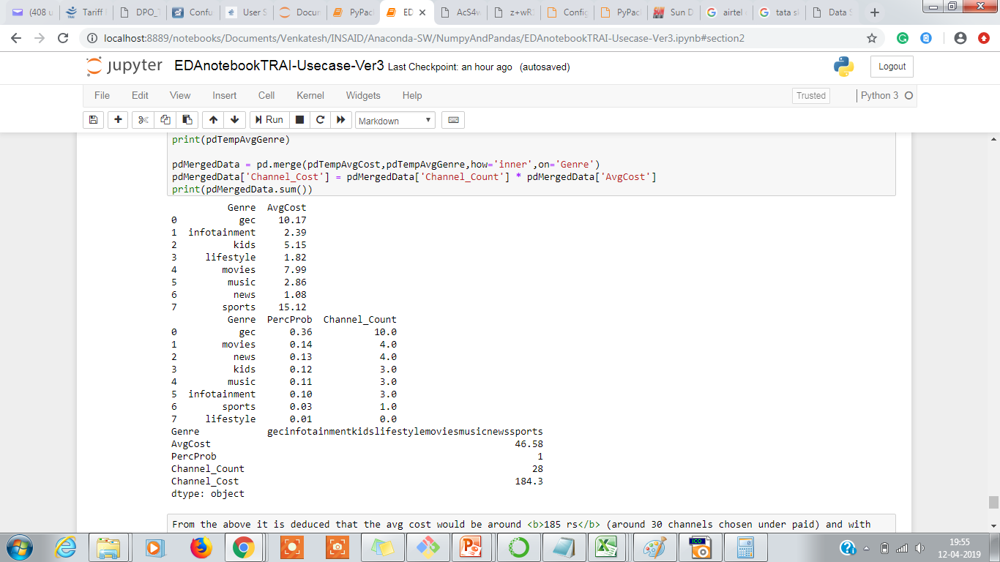 (408 u
Tariff
DPO_T
Confu
User S
Docun
PyPac
ED
AcS4w
z+wR
Config
PyPac
Sun D
airtel
tata sk
Data S
localhost:8889/notebooks/Documents/Venkatesh/INSAID/Anaconda-SW/NumpyAndPandas/EDAnotebookTRAI-Usecase-Ver3.ipynb#section2
jupyter EDAnotebookTRAI-Usecase-Ver3 Last Checkpoint: an hour ago (autosaved)
Logout
File Edit View Insert Cell Kernel Widgets Help
Trusted
Python 3
Run
Markdown
print(pdTempAvgGenre)
pdMergedData = pd.merge(pdTempAvgCost,pdTempAvgGenre,how='inner',on='Genre')
pdMergedData['Channel_Cost'] = pdMergedData['Channel_Count'] * pdMergedData['AvgCost']
print(pdMergedData.sum())
Genre AvgCost
0 gec 10.17
1 infotainment 2.39
2 kids 5.15
3 lifestyle 1.82
4 movies 7.99
5 music 2.86
6 news 1.08
7 sports 15.12
Genre PercProb Channel_Count
0 gec 0.36 10.0
1 movies 0.14 4.0
2 news 0.13 4.0
3 kids 0.12 3.0
4 music 0.11 3.0
5 infotainment 0.10 3.0
6 sports 0.03 1.0
7 lifestyle 0.01 0.0
Genre gecinfotainmentkidslifestylemoviesmusicnewssports
AvgCost 46.58
PercProb 1
Channel_Count 28
Channel_Cost 184.3
dtype: object
From the above it is deduced that the avg cost would be around <b>185 rs</b> (around 30 channels chosen under paid) and with
19:55
12-04-2019